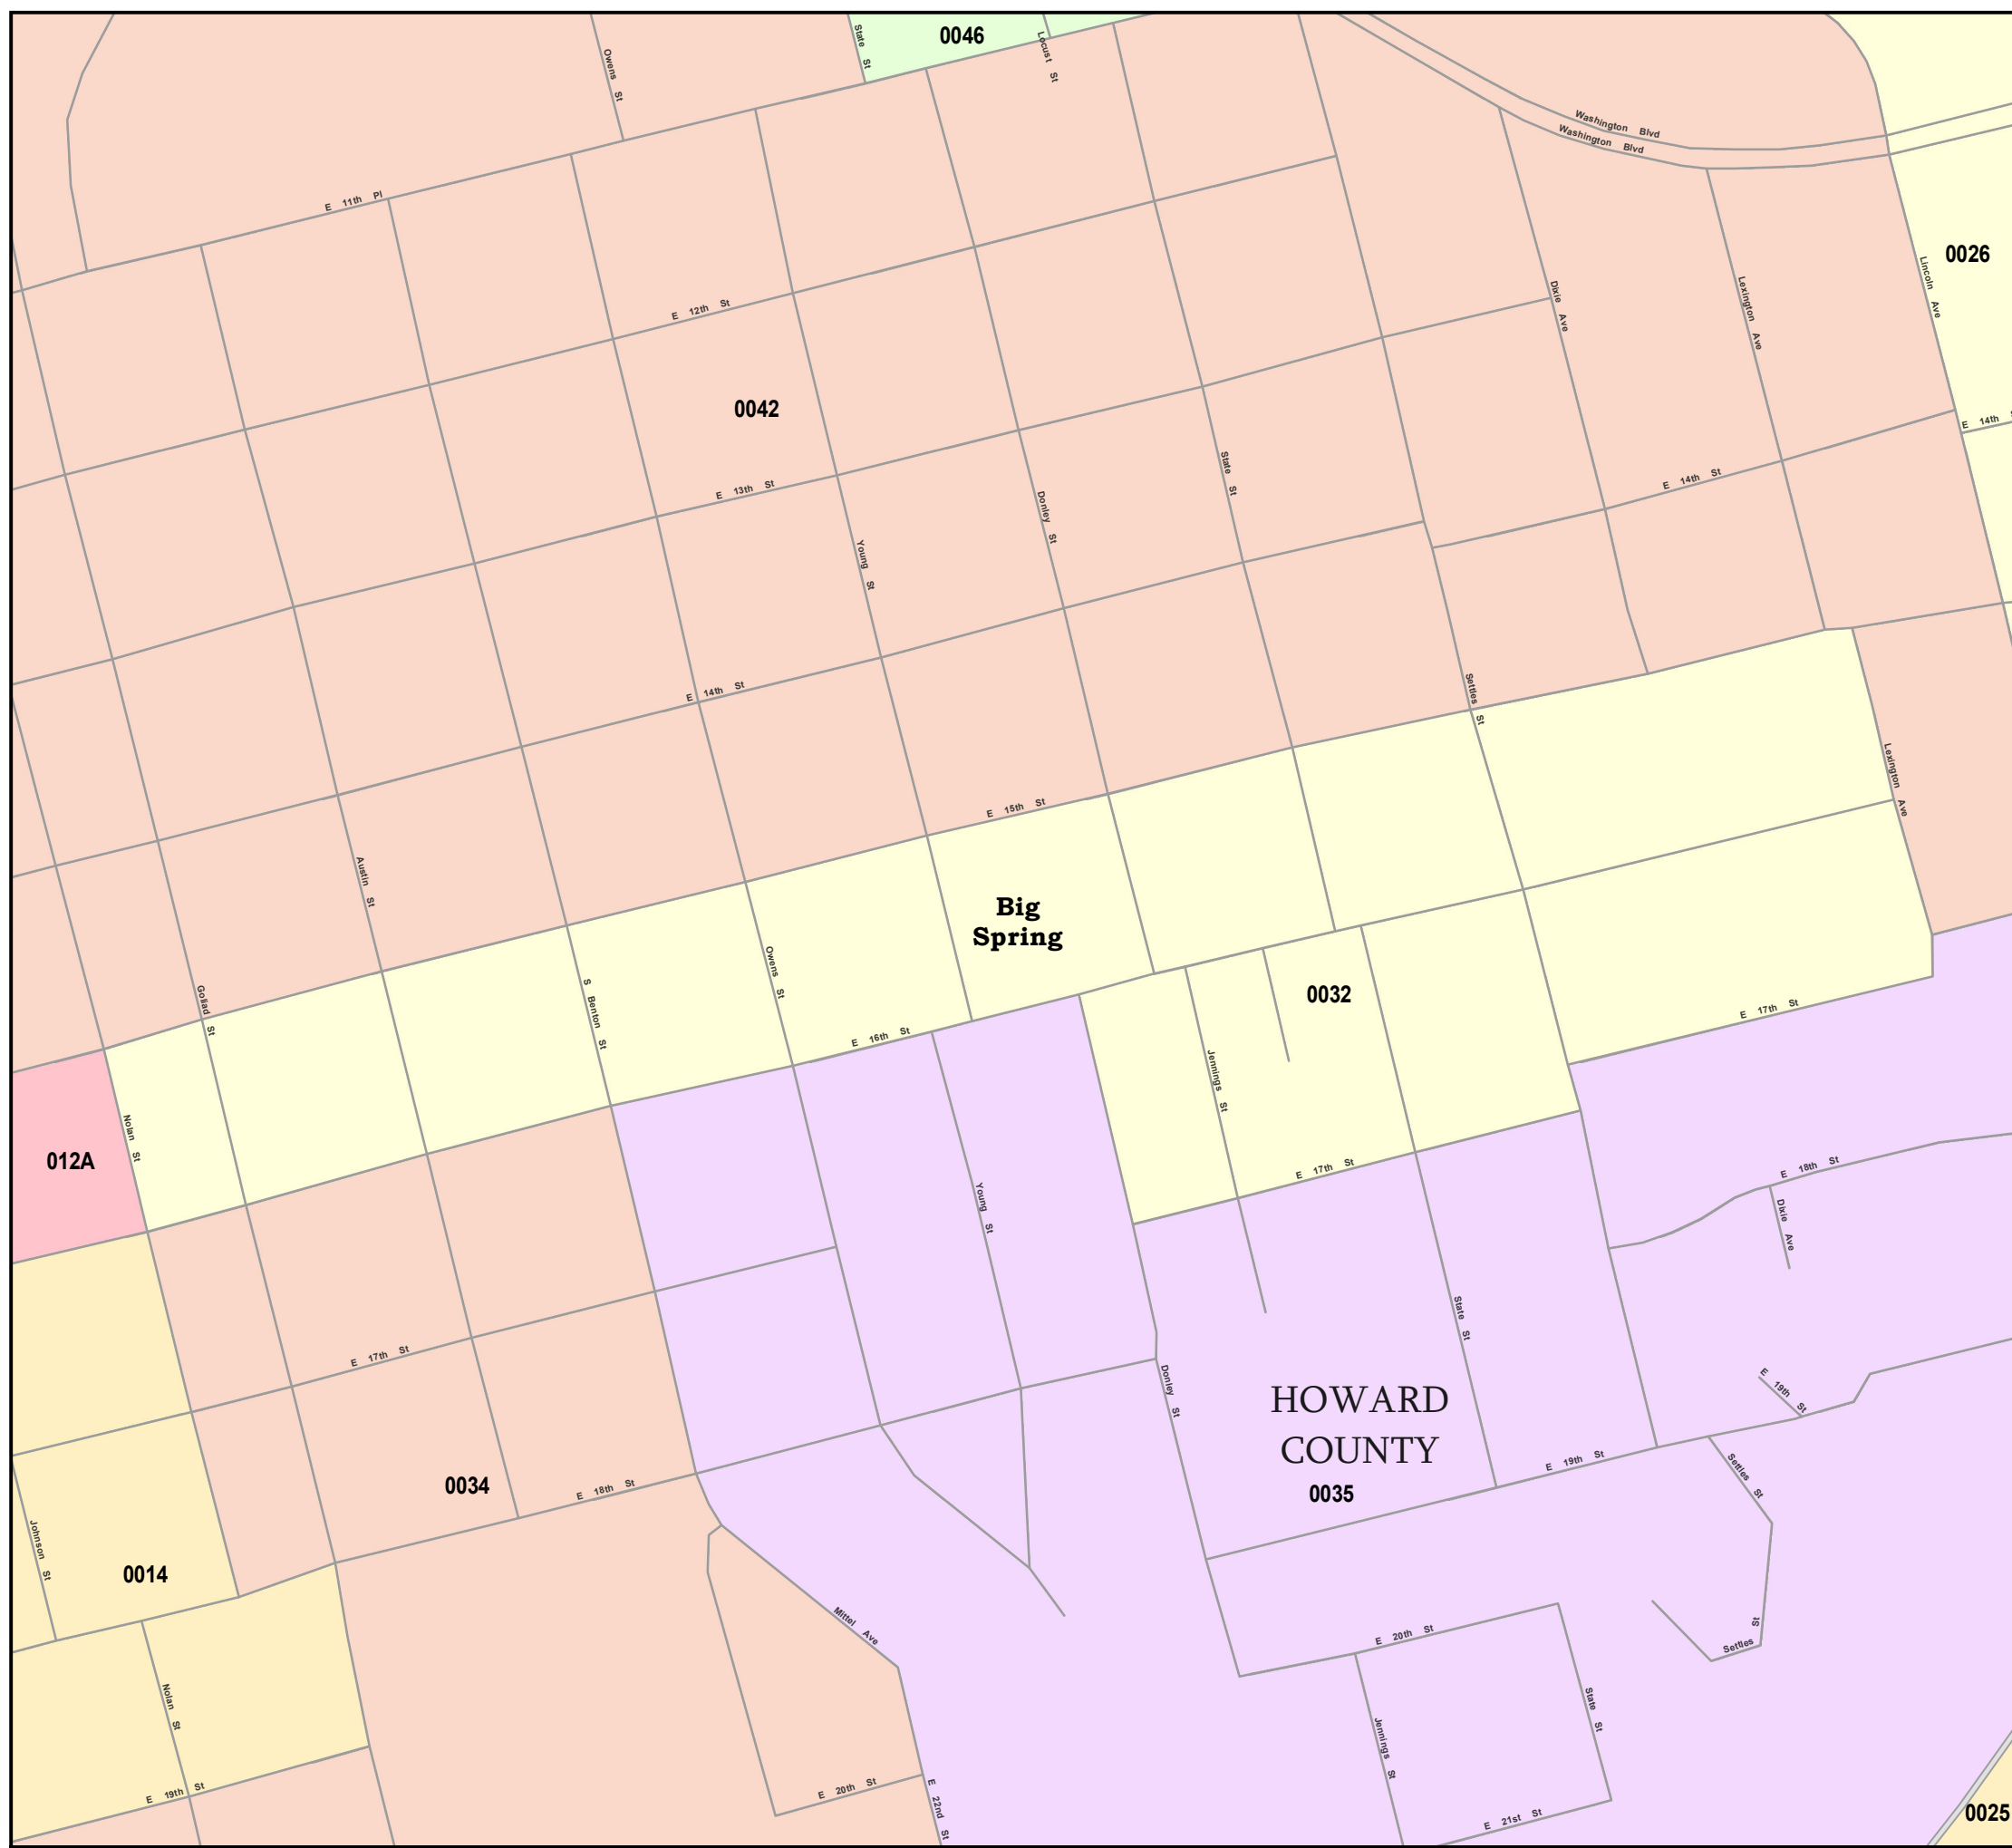 State St
0046
Locust St
Owens St
Washington Blvd
Washington Blvd
E 11th Pl
0026
Lincoln Ave
Dixie Ave
Lexington Ave
E 12th St
0042
E 14th
E 13th St
State St
Donley St
E 14th St
Young St
E 14th St
Settles St
Lexington Ave
E 15th St
Austin St
Big
Spring
Owens St
S Benton St
Goliad St
0032
E 17th St
E 16th St
Jennings St
Nolan St
012A
E 17th St
E 18th St
Young St
Dixie Ave
State St
E 17th St
Donley St
E 19th St
HOWARD
COUNTY
E 19th St
Settles St
0034
E 18th St
0035
Johnson St
0014
Mittel Ave
E 20th St
Settles St
Nolan St
State St
Jennings St
E 19th St
E 20th St
E 22nd St
E 21st St
0025